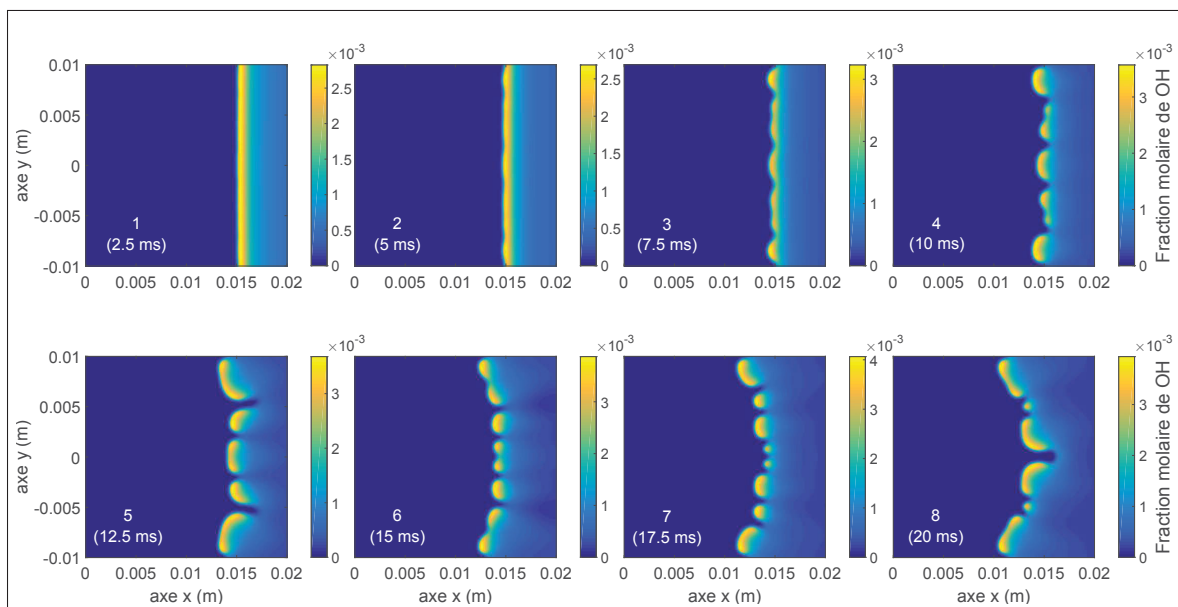 ×10⁻³ ×10⁻³ ×10⁻³ ×10⁻³
0.01 2.5 2.5 3
0.005 2 2 2.5 3
0 1.5 1.5 2 2
-0.005 1 1 1.5 1
-0.01 0.5 0.5 1 0
0 0 0.5
0
axe y (m)
1
(2.5 ms)
2
(5 ms)
3
(7.5 ms)
4
(10 ms)
Fraction molaire de OH
0 0.005 0.01 0.015 0.02 0 0.005 0.01 0.015 0.02 0 0.005 0.01 0.015 0.02 0 0.005 0.01 0.015 0.02
×10⁻³ ×10⁻³ ×10⁻³ ×10⁻³
0.01 3 3 4 4
0.005 2 2 3 3
0 1 1 2 2
-0.005 0 0 1 1
-0.01 0 0
axe y (m)
5
(12.5 ms)
6
(15 ms)
7
(17.5 ms)
8
(20 ms)
Fraction molaire de OH
0 0.005 0.01 0.015 0.02 0 0.005 0.01 0.015 0.02 0 0.005 0.01 0.015 0.02 0 0.005 0.01 0.015 0.02
axe x (m) axe x (m) axe x (m) axe x (m)